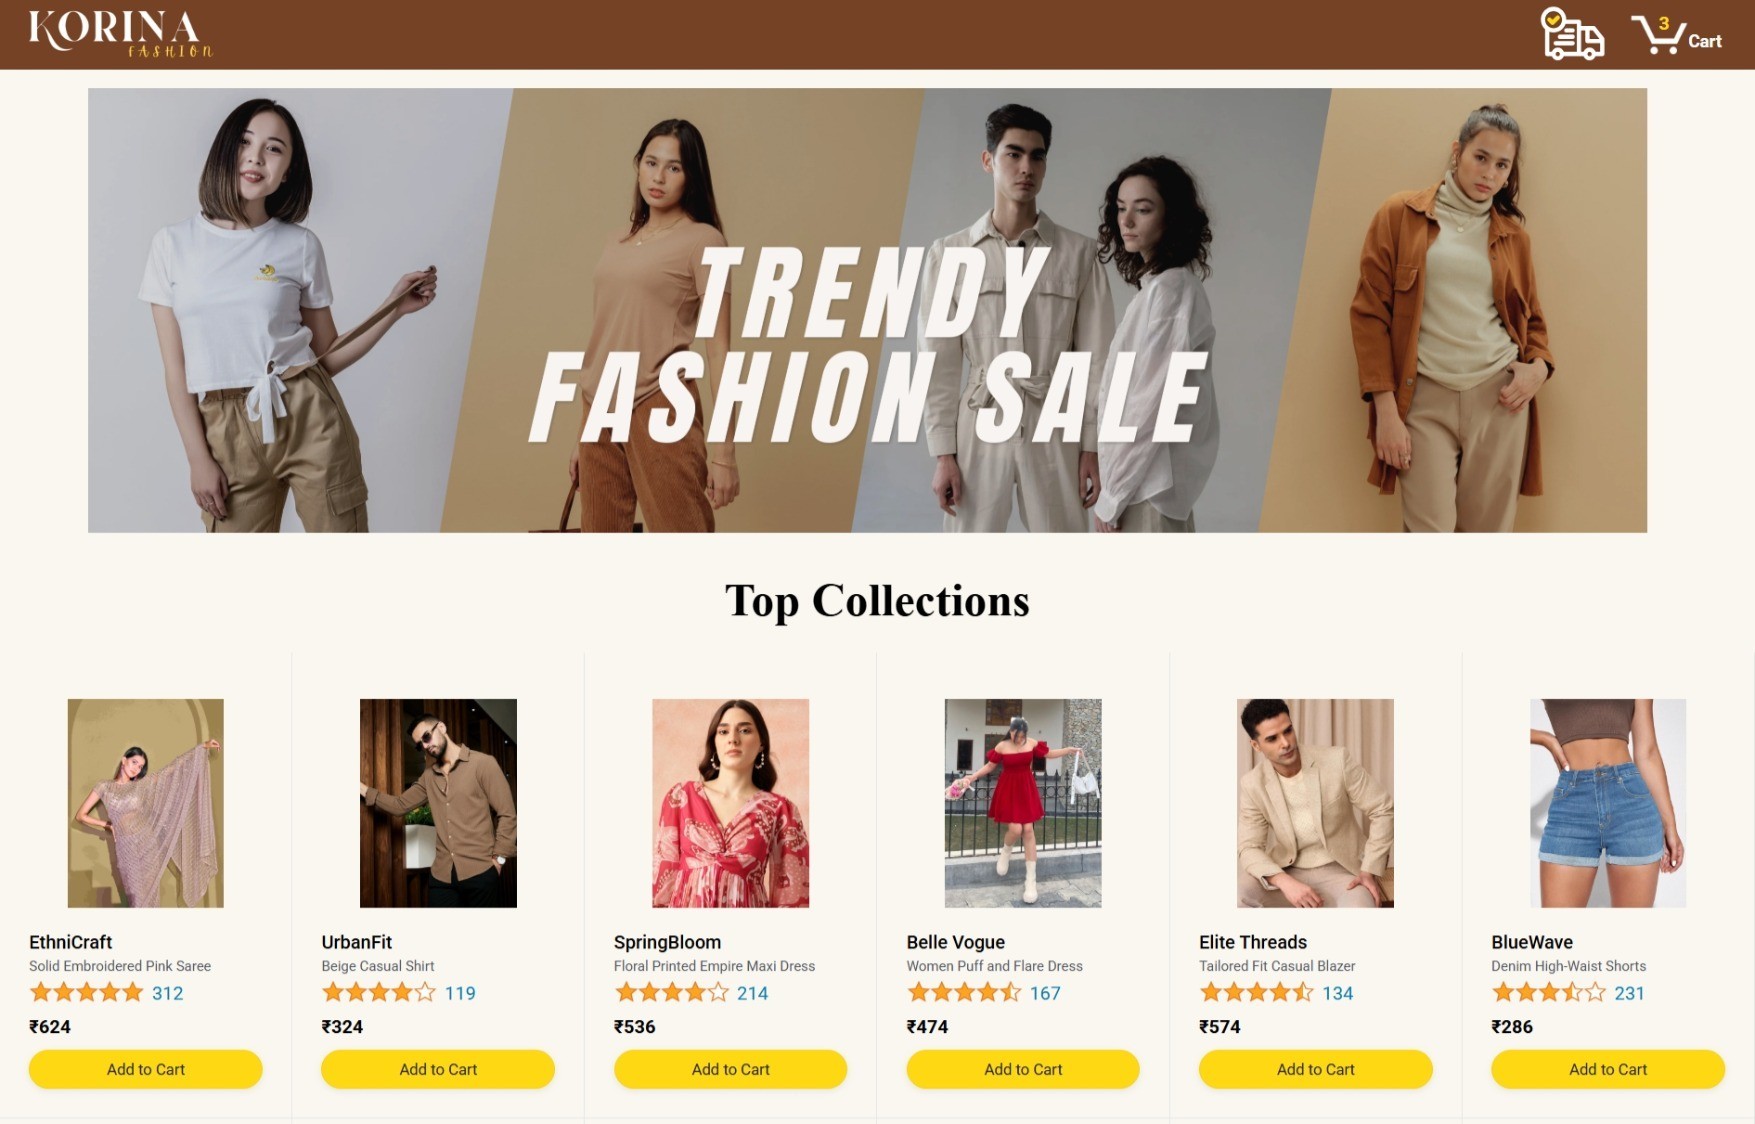 KORINA
FASHION
3
Cart
TRENDY
FASHION SALE
Top Collections
EthniCraft
Solid Embroidered Pink Saree
312
₹624
Add to Cart
UrbanFit
Beige Casual Shirt
119
₹324
Add to Cart
SpringBloom
Floral Printed Empire Maxi Dress
214
₹536
Add to Cart
Belle Vogue
Women Puff and Flare Dress
167
₹474
Add to Cart
Elite Threads
Tailored Fit Casual Blazer
134
₹574
Add to Cart
BlueWave
Denim High-Waist Shorts
231
₹286
Add to Cart